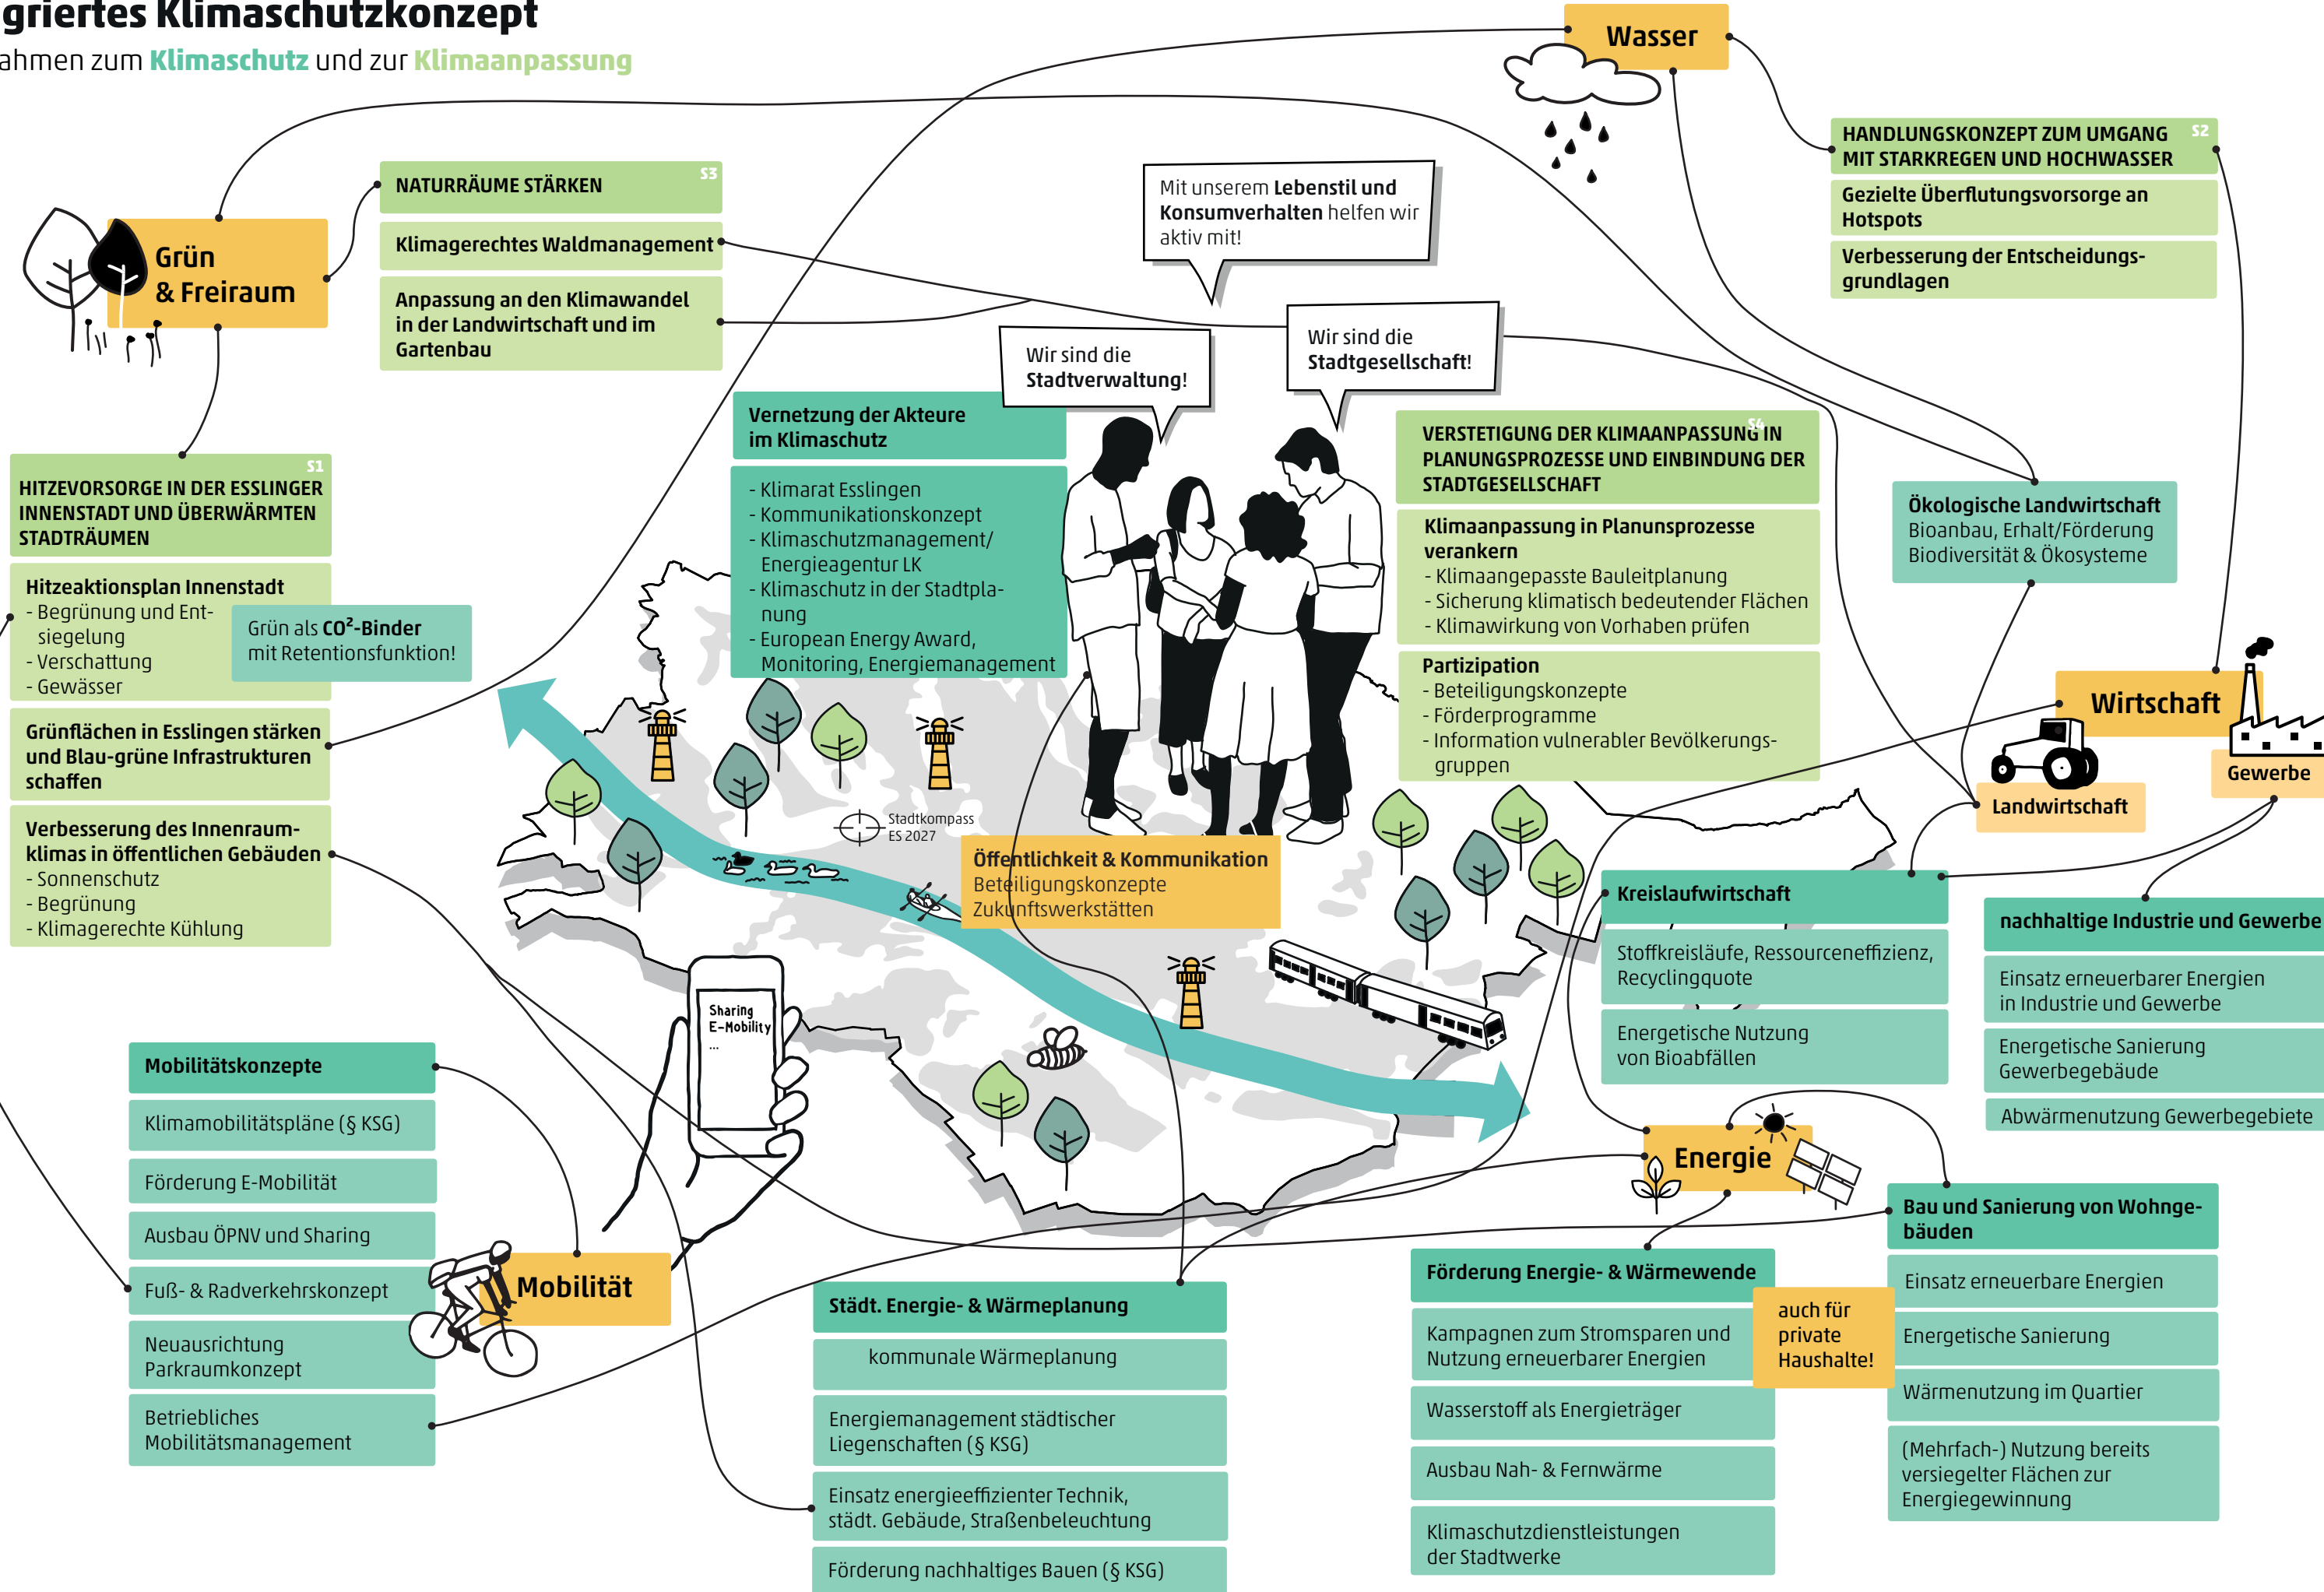 griertes Klimaschutzkonzept
ahmen zum Klimaschutz und zur Klimaanpassung
Wasser
HANDLUNGSKONZEPT ZUM UMGANG
MIT STARKREGEN UND HOCHWASSER
S2
Gezielte Überflutungsvorsorge an
Hotspots
Verbesserung der Entscheidungs-
grundlagen
Grün
& Freiraum
NATURRÄUME STÄRKEN
S3
Klimagerechtes Waldmanagement
Anpassung an den Klimawandel
in der Landwirtschaft und im
Gartenbau
Mit unserem Lebenstil und
Konsumverhalten helfen wir
aktiv mit!
Wir sind die
Stadtverwaltung!
Wir sind die
Stadtgesellschaft!
S1
HITZEVORSORGE IN DER ESSLINGER
INNENSTADT UND ÜBERWÄRMTEN
STADTRÄUMEN
Hitzeaktionsplan Innenstadt
- Begrünung und Ent-
siegelung
- Verschattung
- Gewässer
Grün als CO²-Binder
mit Retentionsfunktion!
Grünflächen in Esslingen stärken
und Blau-grüne Infrastrukturen
schaffen
Verbesserung des Innenraum-
klimas in öffentlichen Gebäuden
- Sonnenschutz
- Begrünung
- Klimagerechte Kühlung
Vernetzung der Akteure
im Klimaschutz
- Klimarat Esslingen
- Kommunikationskonzept
- Klimaschutzmanagement/
Energieagentur LK
- Klimaschutz in der Stadtpla-
nung
- European Energy Award,
Monitoring, Energiemanagement
S4
VERSTETIGUNG DER KLIMAANPASSUNG IN
PLANUNGSPROZESSE UND EINBINDUNG DER
STADTGESELLSCHAFT
Klimaanpassung in Planunsprozesse
verankern
- Klimaangepasste Bauleitplanung
- Sicherung klimatisch bedeutender Flächen
- Klimawirkung von Vorhaben prüfen
Partizipation
- Beteiligungskonzepte
- Förderprogramme
- Information vulnerabler Bevölkerungs-
gruppen
Ökologische Landwirtschaft
Bioanbau, Erhalt/Förderung
Biodiversität & Ökosysteme
Wirtschaft
Gewerbe
Landwirtschaft
Stadtkompass
ES 2027
Öffentlichkeit & Kommunikation
Beteiligungskonzepte
Zukunftswerkstätten
Kreislaufwirtschaft
Stoffkreisläufe, Ressourceneffizienz,
Recyclingquote
Energetische Nutzung
von Bioabfällen
nachhaltige Industrie und Gewerbe
Einsatz erneuerbarer Energien
in Industrie und Gewerbe
Energetische Sanierung
Gewerbegebäude
Abwärmenutzung Gewerbegebiete
Sharing
E-Mobility
...
Mobilitätskonzepte
Klimamobilitätspläne (§ KSG)
Förderung E-Mobilität
Ausbau ÖPNV und Sharing
Fuß- & Radverkehrskonzept
Neuausrichtung
Parkraumkonzept
Betriebliches
Mobilitätsmanagement
Mobilität
Energie
Städt. Energie- & Wärmeplanung
kommunale Wärmeplanung
Energiemanagement städtischer
Liegenschaften (§ KSG)
Einsatz energieeffizienter Technik,
städt. Gebäude, Straßenbeleuchtung
Förderung nachhaltiges Bauen (§ KSG)
Förderung Energie- & Wärmewende
Kampagnen zum Stromsparen und
Nutzung erneuerbarer Energien
Wasserstoff als Energieträger
Ausbau Nah- & Fernwärme
Klimaschutzdienstleistungen
der Stadtwerke
auch für
private
Haushalte!
Bau und Sanierung von Wohnge-
bäuden
Einsatz erneuerbare Energien
Energetische Sanierung
Wärmenutzung im Quartier
(Mehrfach-) Nutzung bereits
versiegelter Flächen zur
Energiegewinnung